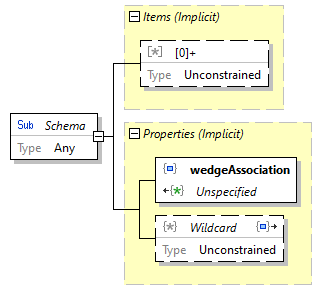 Items (Implicit)
[*] [0]+
Type Unconstrained
Sub Schema
Type Any
Properties (Implicit)
wedgeAssociation
Unspecified
{*} Wildcard
Type Unconstrained